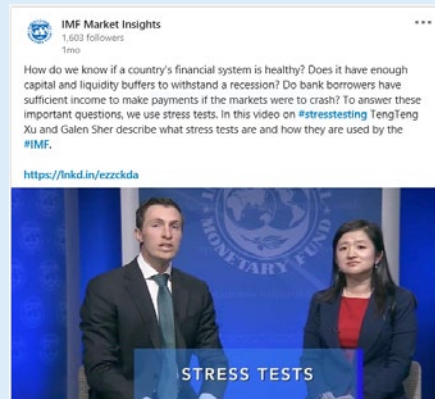 IMF Market Insights
1,603 followers
1mo
How do we know if a country's financial system is healthy? Does it have enough
capital and liquidity buffers to withstand a recession? Do bank borrowers have
sufficient income to make payments if the markets were to crash? To answer these
important questions, we use stress tests. In this video on #stresstesting TengTeng
Xu and Galen Sher describe what stress tests are and how they are used by the
#IMF.
https://lnkd.in/ezzckda
MONETARY FUND
STRESS TESTS